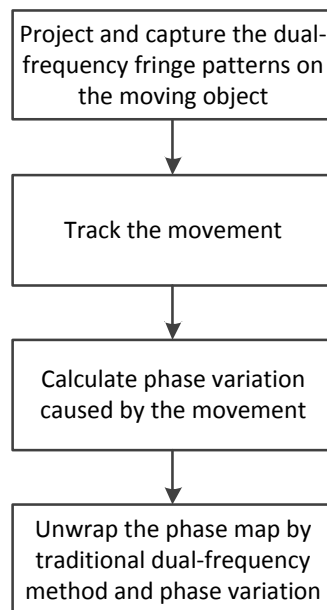 Project and capture the dual-
frequency fringe patterns on
the moving object
Track the movement
Calculate phase variation
caused by the movement
Unwrap the phase map by
traditional dual-frequency
method and phase variation